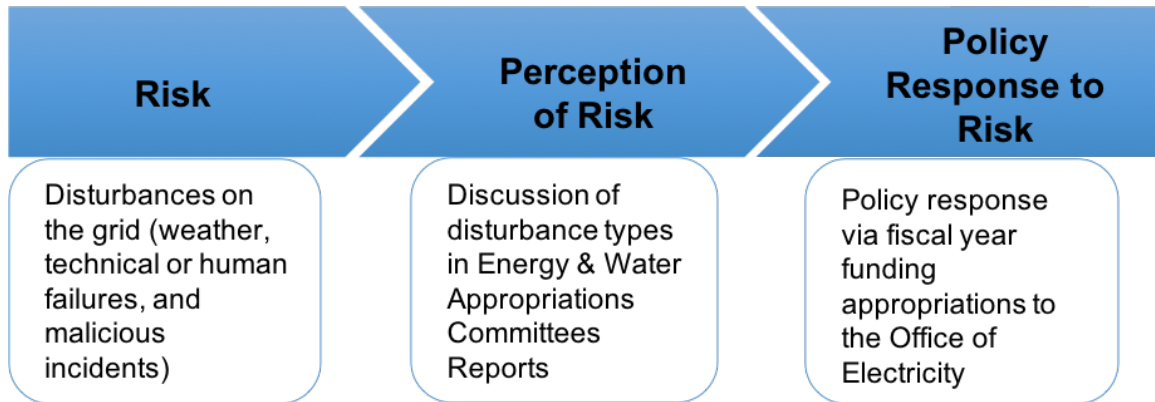 Risk
Perception
of Risk
Policy
Response to
Risk
Disturbances on
the grid (weather,
technical or human
failures, and
malicious
incidents)
Discussion of
disturbance types
in Energy & Water
Appropriations
Committees
Reports
Policy response
via fiscal year
funding
appropriations to
the Office of
Electricity